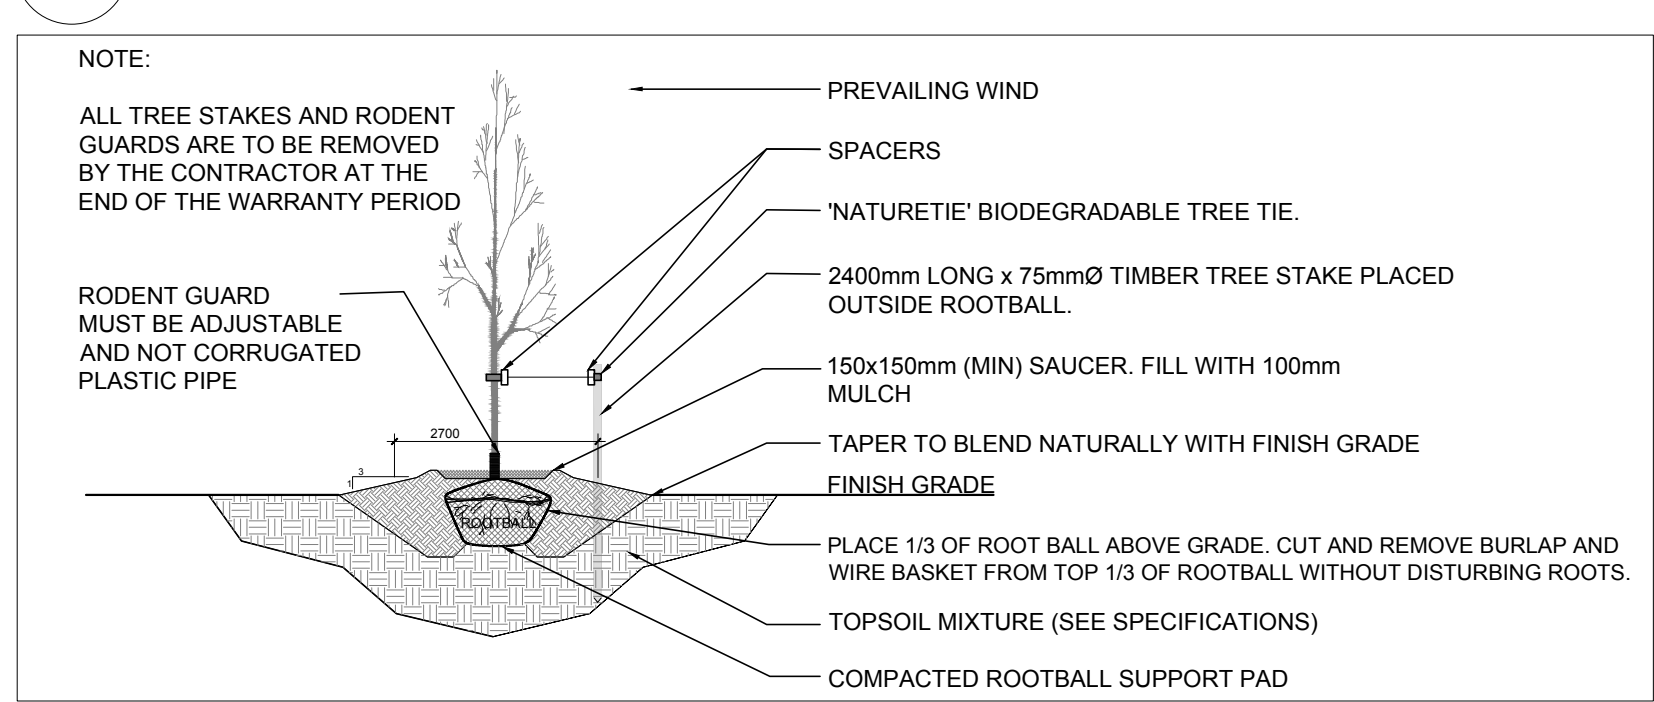 NOTE:
ALL TREE STAKES AND RODENT
GUARDS ARE TO BE REMOVED
BY THE CONTRACTOR AT THE
END OF THE WARRANTY PERIOD
RODENT GUARD
MUST BE ADJUSTABLE
AND NOT CORRUGATED
PLASTIC PIPE
2700
3
1
ROOTBALL
PREVAILING WIND
SPACERS
'NATURETIE' BIODEGRADABLE TREE TIE.
2400mm LONG x 75mmØ TIMBER TREE STAKE PLACED
OUTSIDE ROOTBALL.
150x150mm (MIN) SAUCER. FILL WITH 100mm
MULCH
TAPER TO BLEND NATURALLY WITH FINISH GRADE
FINISH GRADE
PLACE 1/3 OF ROOT BALL ABOVE GRADE. CUT AND REMOVE BURLAP AND
WIRE BASKET FROM TOP 1/3 OF ROOTBALL WITHOUT DISTURBING ROOTS.
TOPSOIL MIXTURE (SEE SPECIFICATIONS)
COMPACTED ROOTBALL SUPPORT PAD